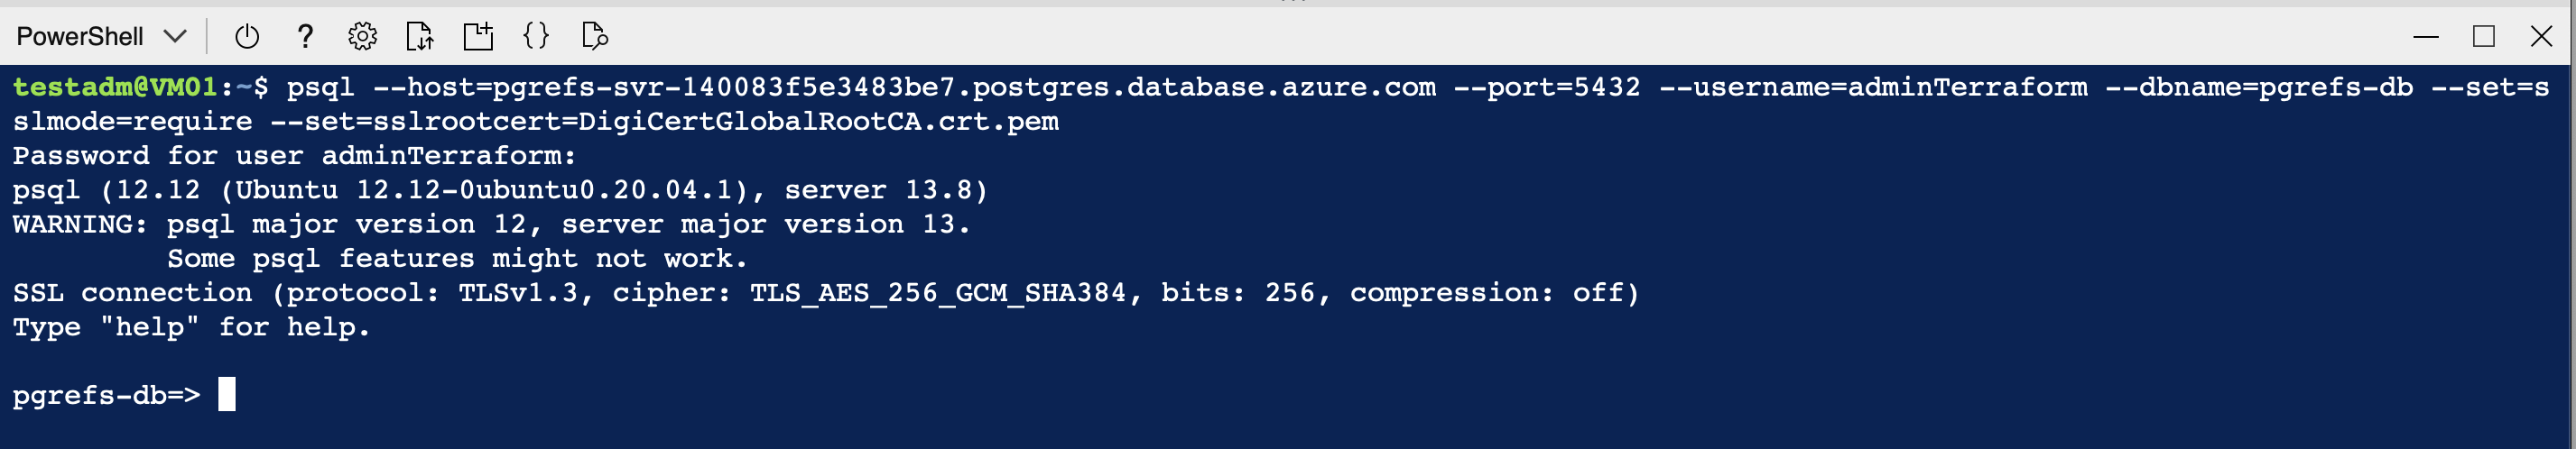 PowerShell
testadm@VM01:~$ psql --host=pgrefs-svr-140083f5e3483be7.postgres.database.azure.com --port=5432 --username=adminTerraform --dbname=pgrefs-db --set=s
slmode=require --set=sslrootcert=DigiCertGlobalRootCA.crt.pem
Password for user adminTerraform:
psql (12.12 (Ubuntu 12.12-0ubuntu0.20.04.1), server 13.8)
WARNING: psql major version 12, server major version 13.
         Some psql features might not work.
SSL connection (protocol: TLSv1.3, cipher: TLS_AES_256_GCM_SHA384, bits: 256, compression: off)
Type "help" for help.
pgrefs-db=>